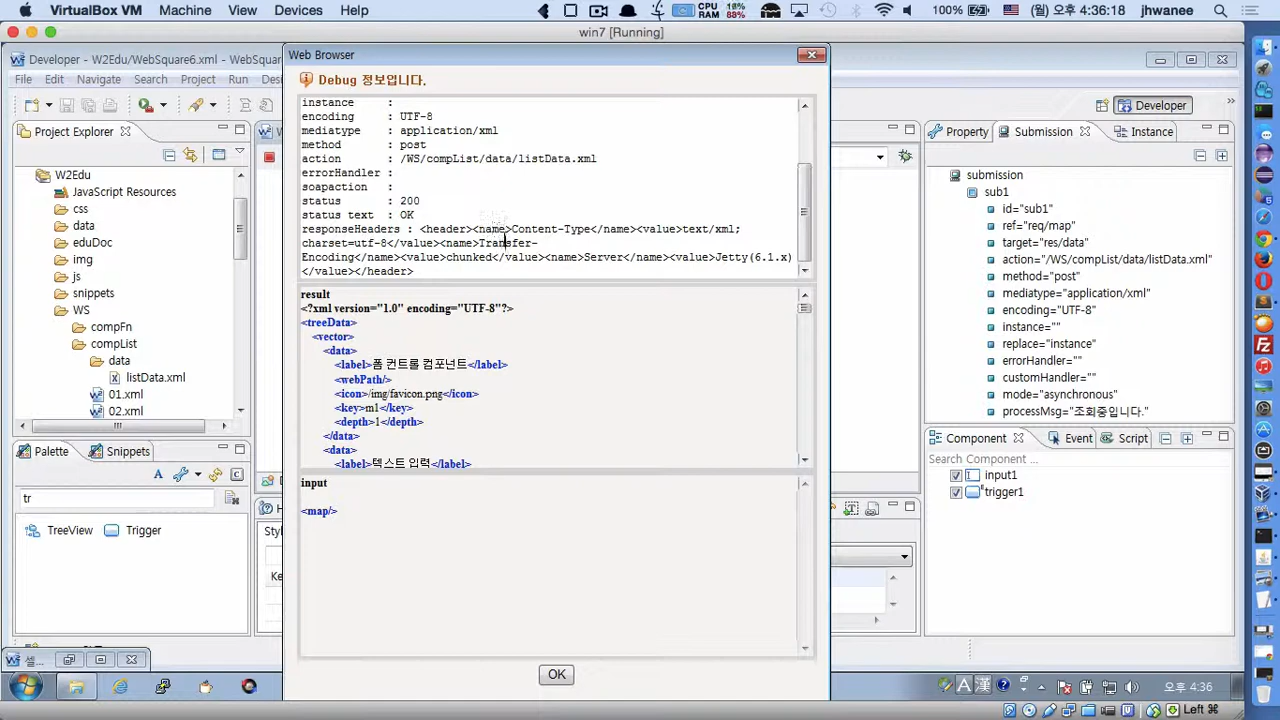 VirtualBox VM Machine View Devices Help CPU 18% RAM 68% 100% (월) 오후 4:36:18 jhwanee
win7 [Running]
Developer - W2Edu/WebSquare6.xml - WebSqua
Web Browser
File Edit Navigate Search Project Run
Debug 정보입니다.
Developer
Project Explorer
instance :
encoding : UTF-8
mediatype : application/xml
method : post
action : /WS/compList/data/listData.xml
errorHandler :
soapaction :
status : 200
status text : OK
responseHeaders : <header><name>Content-Type</name><value>text/xml;
charset=utf-8</value><name>Transfer-
Encoding</name><value>chunked</value><name>Server</name><value>Jetty(6.1.x)
</value></header>
W2Edu
JavaScript Resources
css
data
eduDoc
img
js
snippets
WS
compFn
compList
data
listData.xml
01.xml
02.xml
result
<?xml version="1.0" encoding="UTF-8"?>
<treeData>
<vector>
<data>
<label>폼 컨트롤 컴포넌트</label>
<webPath/>
<icon>/img/favicon.png</icon>
<key>m1</key>
<depth>1</depth>
</data>
<data>
<label>텍스트 입력</label>
input
<map/>
OK
Property Submission Instance
submission
sub1
id="sub1"
ref="req/map"
target="res/data"
action="/WS/compList/data/listData.xml"
method="post"
mediatype="application/xml"
encoding="UTF-8"
instance=""
replace="instance"
errorHandler=""
customHandler=""
mode="asynchronous"
processMsg="조회중입니다."
Component Event Script
Search Component ...
input1
trigger1
Palette Snippets
tr
TreeView Trigger
셀..
A 漢
오후 4:36
Left ⌘